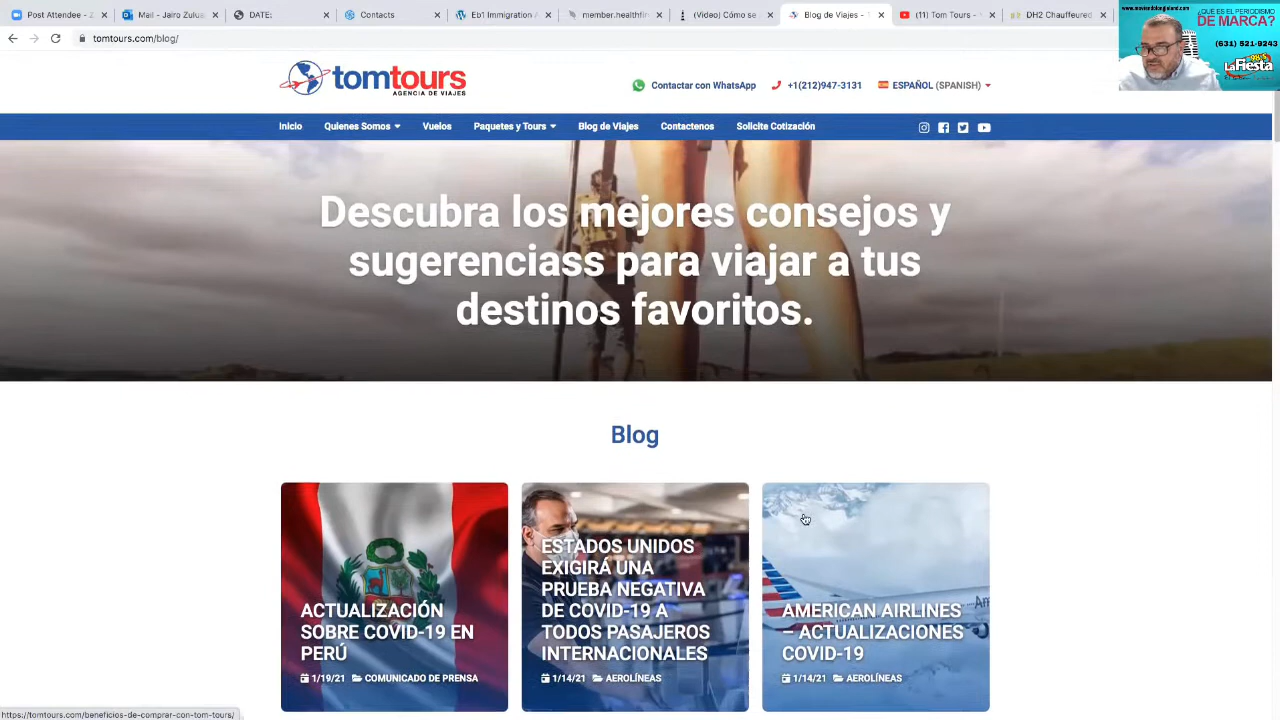 Post Attendee - Z
Mail - Jairo Zulua
DATE:
Contacts
Eb1 Immigration A
member.healthfir
(Video) Cómo se
Blog de Viajes -
(11) Tom Tours -
DH2 Chauffeured
tomtours.com/blog/
www.moviendolongisland.com
¿QUÉ ES EL PERIODISMO
DE MARCA?
(631) 521-9243
LaFiesta
tomtours
AGENCIA DE VIAJES
Contactar con WhatsApp
+1(212)947-3131
ESPAÑOL (SPANISH)
Inicio
Quienes Somos
Vuelos
Paquetes y Tours
Blog de Viajes
Contactenos
Solicite Cotización
Descubra los mejores consejos y
sugerenciass para viajar a tus
destinos favoritos.
Blog
ACTUALIZACIÓN
SOBRE COVID-19 EN
PERÚ
1/19/21 COMUNICADO DE PRENSA
ESTADOS UNIDOS
EXIGIRÁ UNA
PRUEBA NEGATIVA
DE COVID-19 A
TODOS PASAJEROS
INTERNACIONALES
1/14/21 AEROLÍNEAS
AMERICAN AIRLINES
– ACTUALIZACIONES
COVID-19
1/14/21 AEROLÍNEAS
https://tomtours.com/beneficios-de-comprar-con-tom-tours/